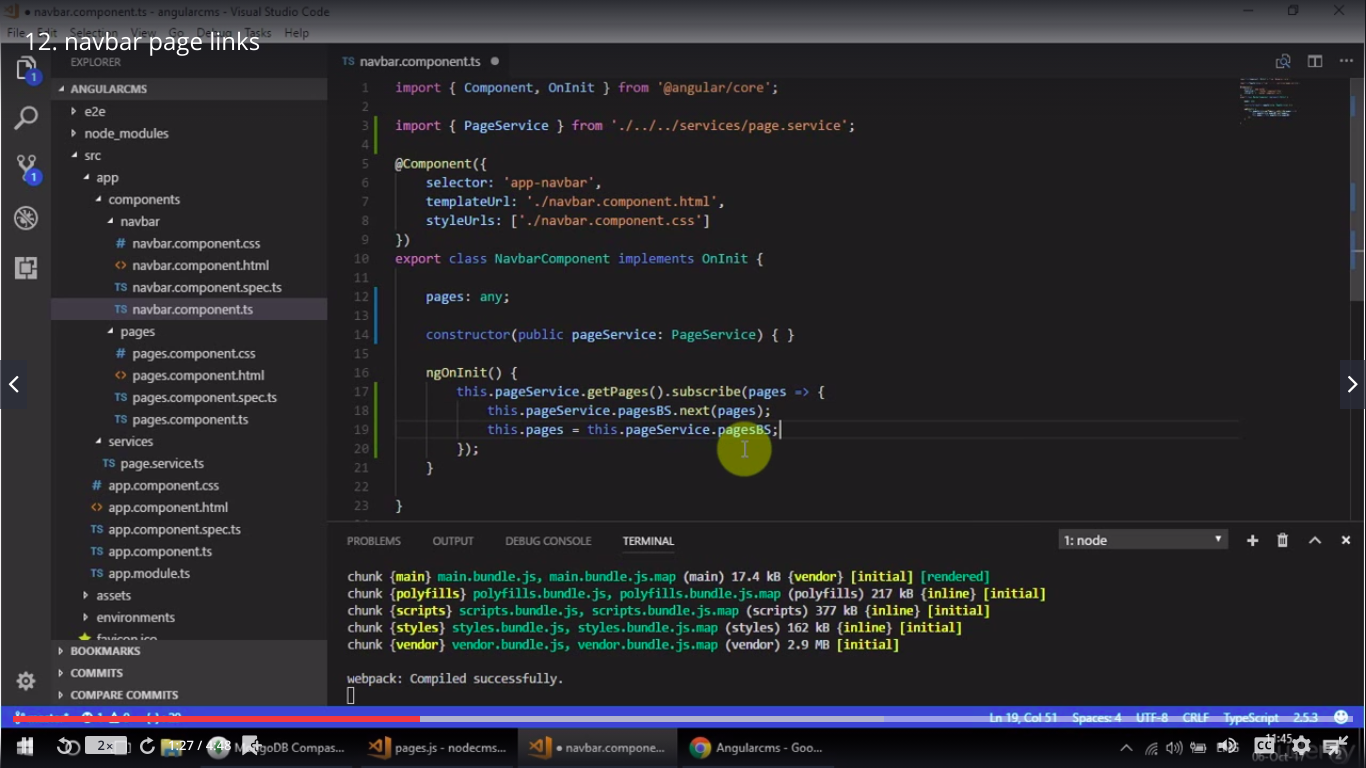 navbar.component.ts - angularcms - Visual Studio Code
File Edit Selection View Go Debug Tasks Help
12. navbar page links
EXPLORER
TS navbar.component.ts
ANGULARCMS
e2e
node_modules
src
app
components
navbar
# navbar.component.css
<> navbar.component.html
TS navbar.component.spec.ts
TS navbar.component.ts
pages
# pages.component.css
<> pages.component.html
TS pages.component.spec.ts
TS pages.component.ts
services
TS page.service.ts
# app.component.css
<> app.component.html
TS app.component.spec.ts
TS app.component.ts
TS app.module.ts
assets
environments
favicon.ico
BOOKMARKS
COMMITS
COMPARE COMMITS
1
1
1 import { Component, OnInit } from '@angular/core';
2
3 import { PageService } from './../../services/page.service';
4
5 @Component({
6 selector: 'app-navbar',
7 templateUrl: './navbar.component.html',
8 styleUrls: ['./navbar.component.css']
9 })
10 export class NavbarComponent implements OnInit {
11
12 pages: any;
13
14 constructor(public pageService: PageService) { }
15
16 ngOnInit() {
17 this.pageService.getPages().subscribe(pages => {
18 this.pageService.pagesBS.next(pages);
19 this.pages = this.pageService.pagesBS;
20 });
21 }
22
23 }
PROBLEMS OUTPUT DEBUG CONSOLE TERMINAL 1: node
chunk {main} main.bundle.js, main.bundle.js.map (main) 17.4 kB {vendor} [initial] [rendered]
chunk {polyfills} polyfills.bundle.js, polyfills.bundle.js.map (polyfills) 217 kB {inline} [initial]
chunk {scripts} scripts.bundle.js, scripts.bundle.js.map (scripts) 377 kB {inline} [initial]
chunk {styles} styles.bundle.js, styles.bundle.js.map (styles) 162 kB {inline} [initial]
chunk {vendor} vendor.bundle.js, vendor.bundle.js.map (vendor) 2.9 MB [initial]
webpack: Compiled successfully.
Ln 19, Col 51 Spaces: 4 UTF-8 CRLF TypeScript 2.5.3
2× 1:27 / 4:48 MongoDB Compas... pages.js - nodecms... navbar.compone... Angularcms - Goo... CC 11:45